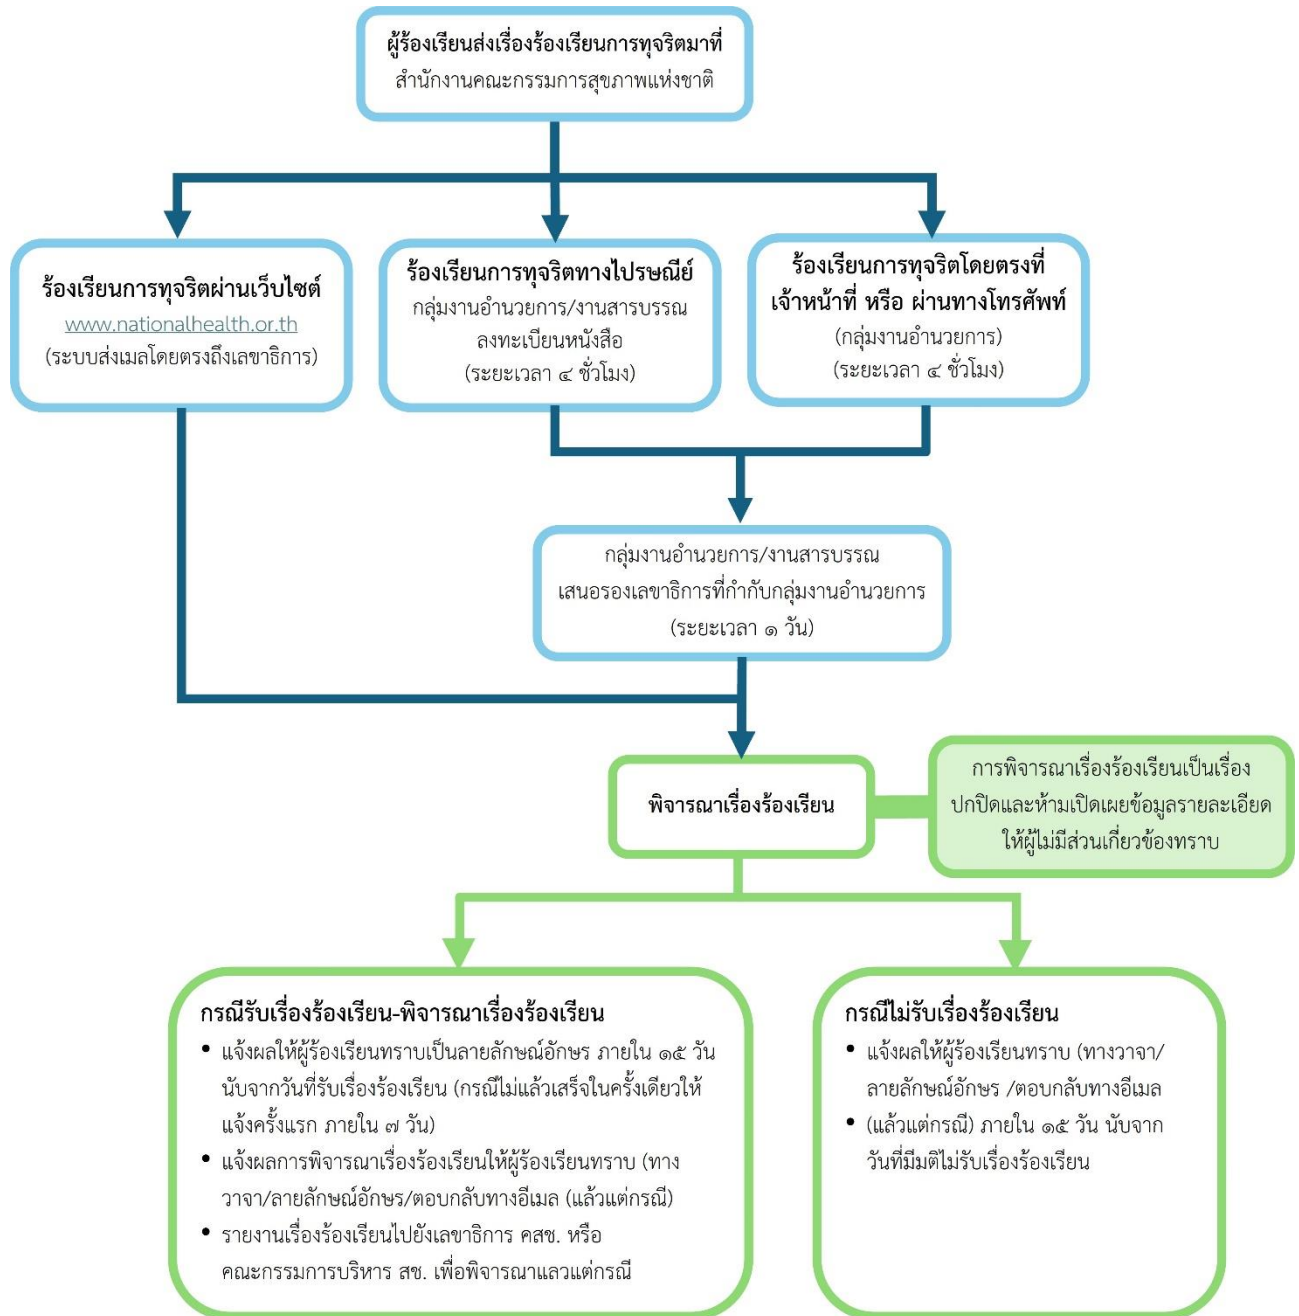 ผู้ร้องเรียนส่งเรื่องร้องเรียนการทุจริตมาที่
สำนักงานคณะกรรมการสุขภาพแห่งชาติ
ร้องเรียนการทุจริตผ่านเว็บไซต์
www.nationalhealth.or.th
(ระบบส่งเมลโดยตรงถึงเลขาธิการ)
ร้องเรียนการทุจริตทางไปรษณีย์
กลุ่มงานอำนวยการ/งานสารบรรณ
ลงทะเบียนหนังสือ
(ระยะเวลา ๔ ชั่วโมง)
ร้องเรียนการทุจริตโดยตรงที่
เจ้าหน้าที่ หรือ ผ่านทางโทรศัพท์
(กลุ่มงานอำนวยการ)
(ระยะเวลา ๔ ชั่วโมง)
กลุ่มงานอำนวยการ/งานสารบรรณ
เสนอรองเลขาธิการที่กำกับกลุ่มงานอำนวยการ
(ระยะเวลา ๑ วัน)
พิจารณาเรื่องร้องเรียน
การพิจารณาเรื่องร้องเรียนเป็นเรื่อง
ปกปิดและห้ามเปิดเผยข้อมูลรายละเอียด
ให้ผู้ไม่มีส่วนเกี่ยวข้องทราบ
กรณีรับเรื่องร้องเรียน-พิจารณาเรื่องร้องเรียน
• แจ้งผลให้ผู้ร้องเรียนทราบเป็นลายลักษณ์อักษร ภายใน ๑๕ วัน
นับจากวันที่รับเรื่องร้องเรียน (กรณีไม่แล้วเสร็จในครั้งเดียวให้
แจ้งครั้งแรก ภายใน ๗ วัน)
• แจ้งผลการพิจารณาเรื่องร้องเรียนให้ผู้ร้องเรียนทราบ (ทาง
วาจา/ลายลักษณ์อักษร/ตอบกลับทางอีเมล (แล้วแต่กรณี)
• รายงานเรื่องร้องเรียนไปยังเลขาธิการ คสช. หรือ
คณะกรรมการบริหาร สช. เพื่อพิจารณาแลวแต่กรณี
กรณีไม่รับเรื่องร้องเรียน
• แจ้งผลให้ผู้ร้องเรียนทราบ (ทางวาจา/
ลายลักษณ์อักษร /ตอบกลับทางอีเมล
• (แล้วแต่กรณี) ภายใน ๑๕ วัน นับจาก
วันที่มีมติไม่รับเรื่องร้องเรียน